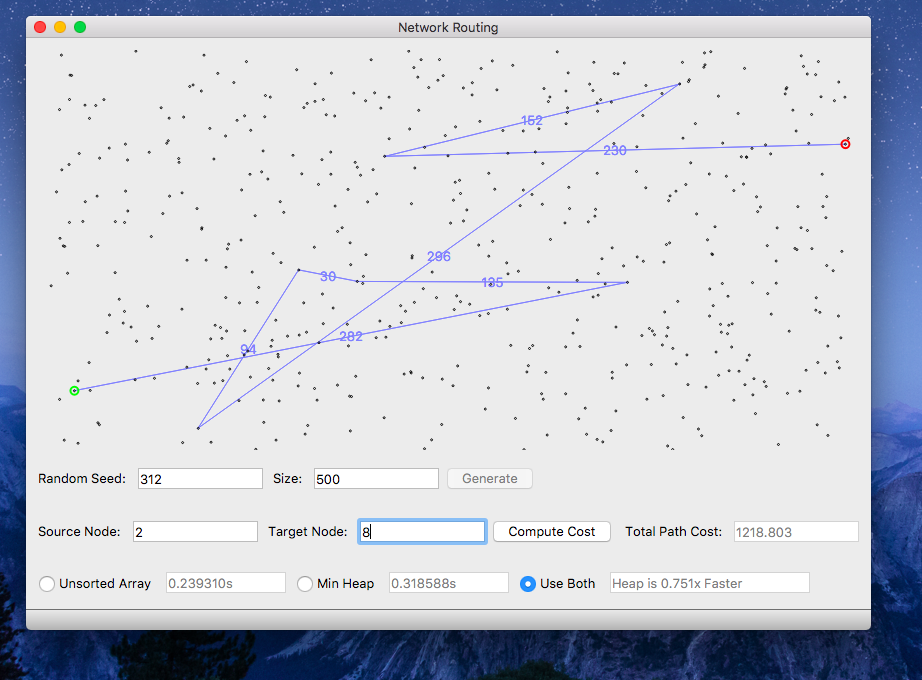 Network Routing
152
230
296
30
135
282
94
Random Seed: 312 Size: 500 Generate
Source Node: 2 Target Node: 8 Compute Cost Total Path Cost: 1218.803
Unsorted Array 0.239310s Min Heap 0.318588s Use Both Heap is 0.751x Faster